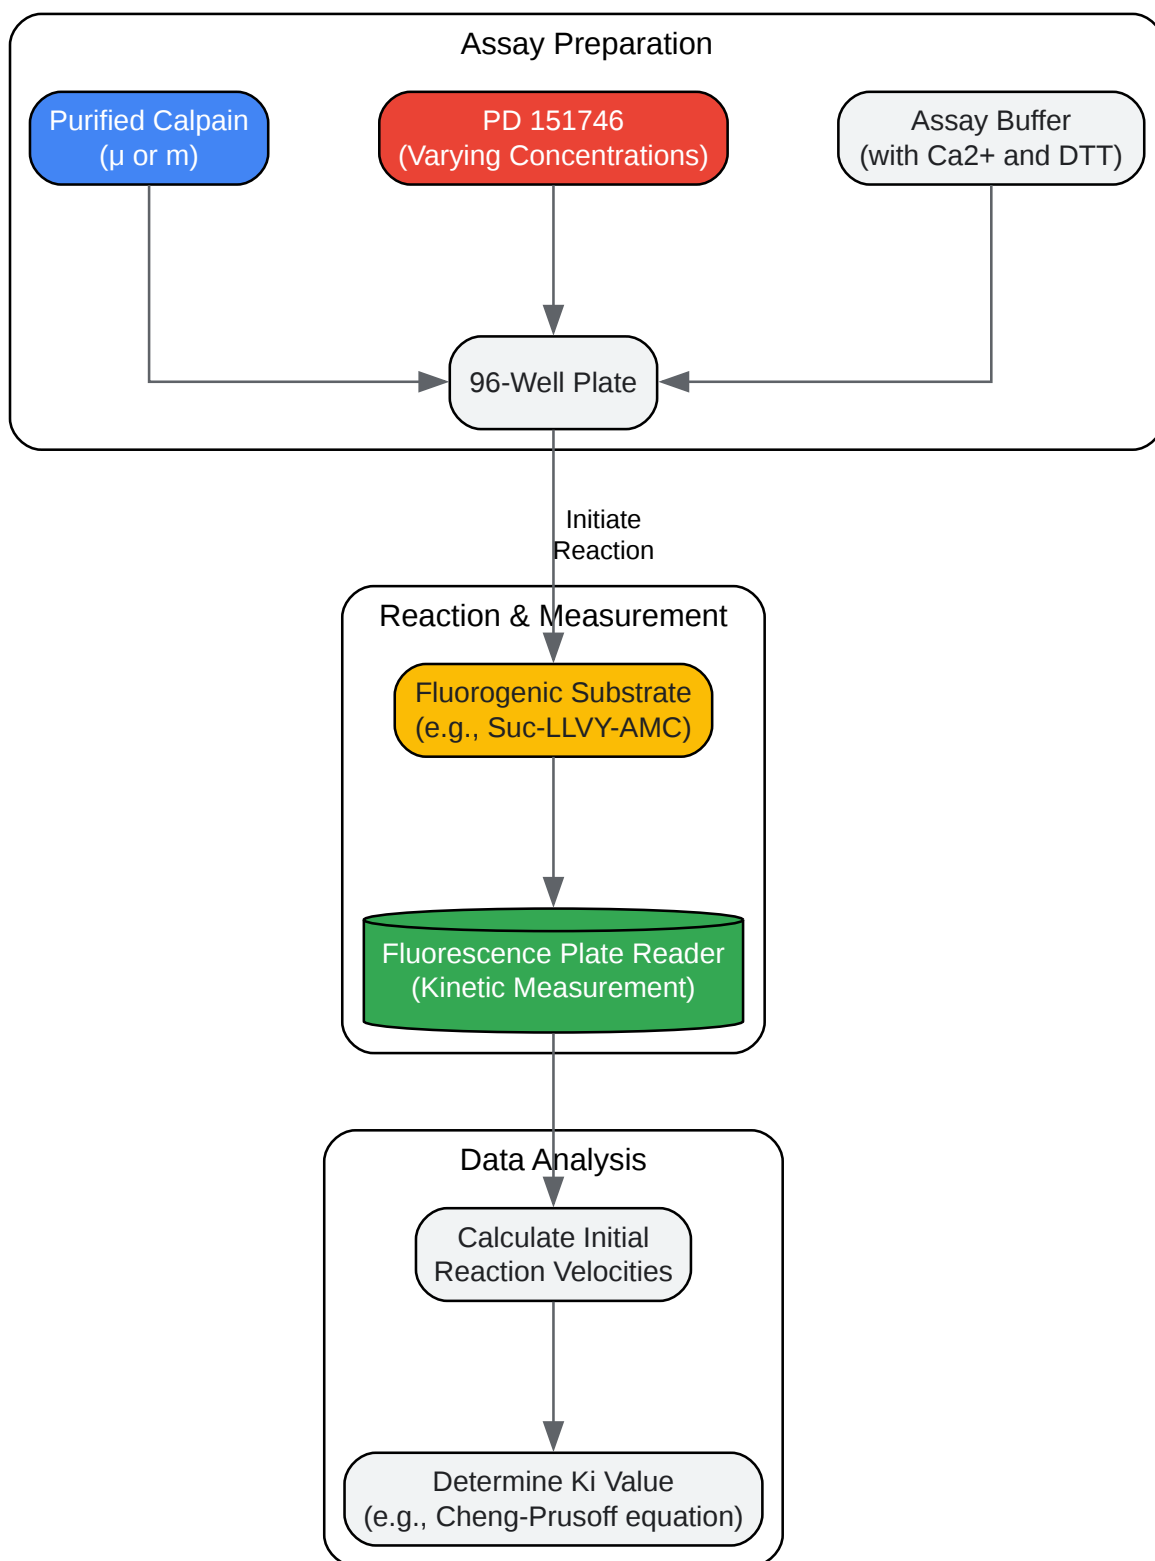 Assay Preparation
Purified Calpain
(μ or m)
PD 151746
(Varying Concentrations)
Assay Buffer
(with Ca2+ and DTT)
96-Well Plate
Initiate
Reaction
Reaction & Measurement
Fluorogenic Substrate
(e.g., Suc-LLVY-AMC)
Fluorescence Plate Reader
(Kinetic Measurement)
Data Analysis
Calculate Initial
Reaction Velocities
Determine Ki Value
(e.g., Cheng-Prusoff equation)